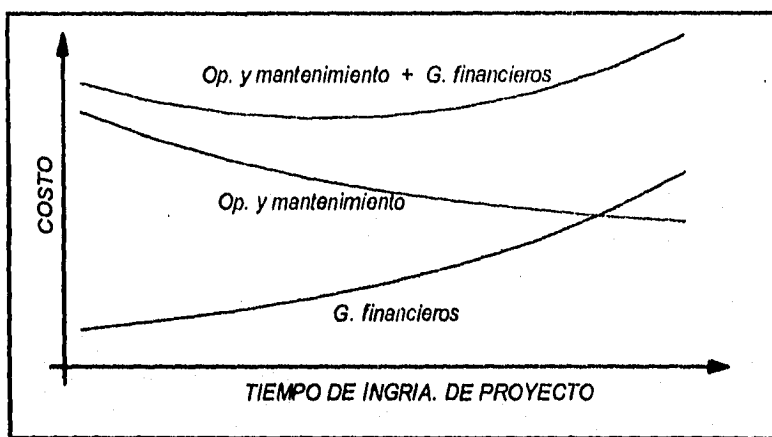 Op. y mantenimiento + G. financieros
COSTO
Op. y mantenimiento
G. financieros
TIEMPO DE INGRIA. DE PROYECTO